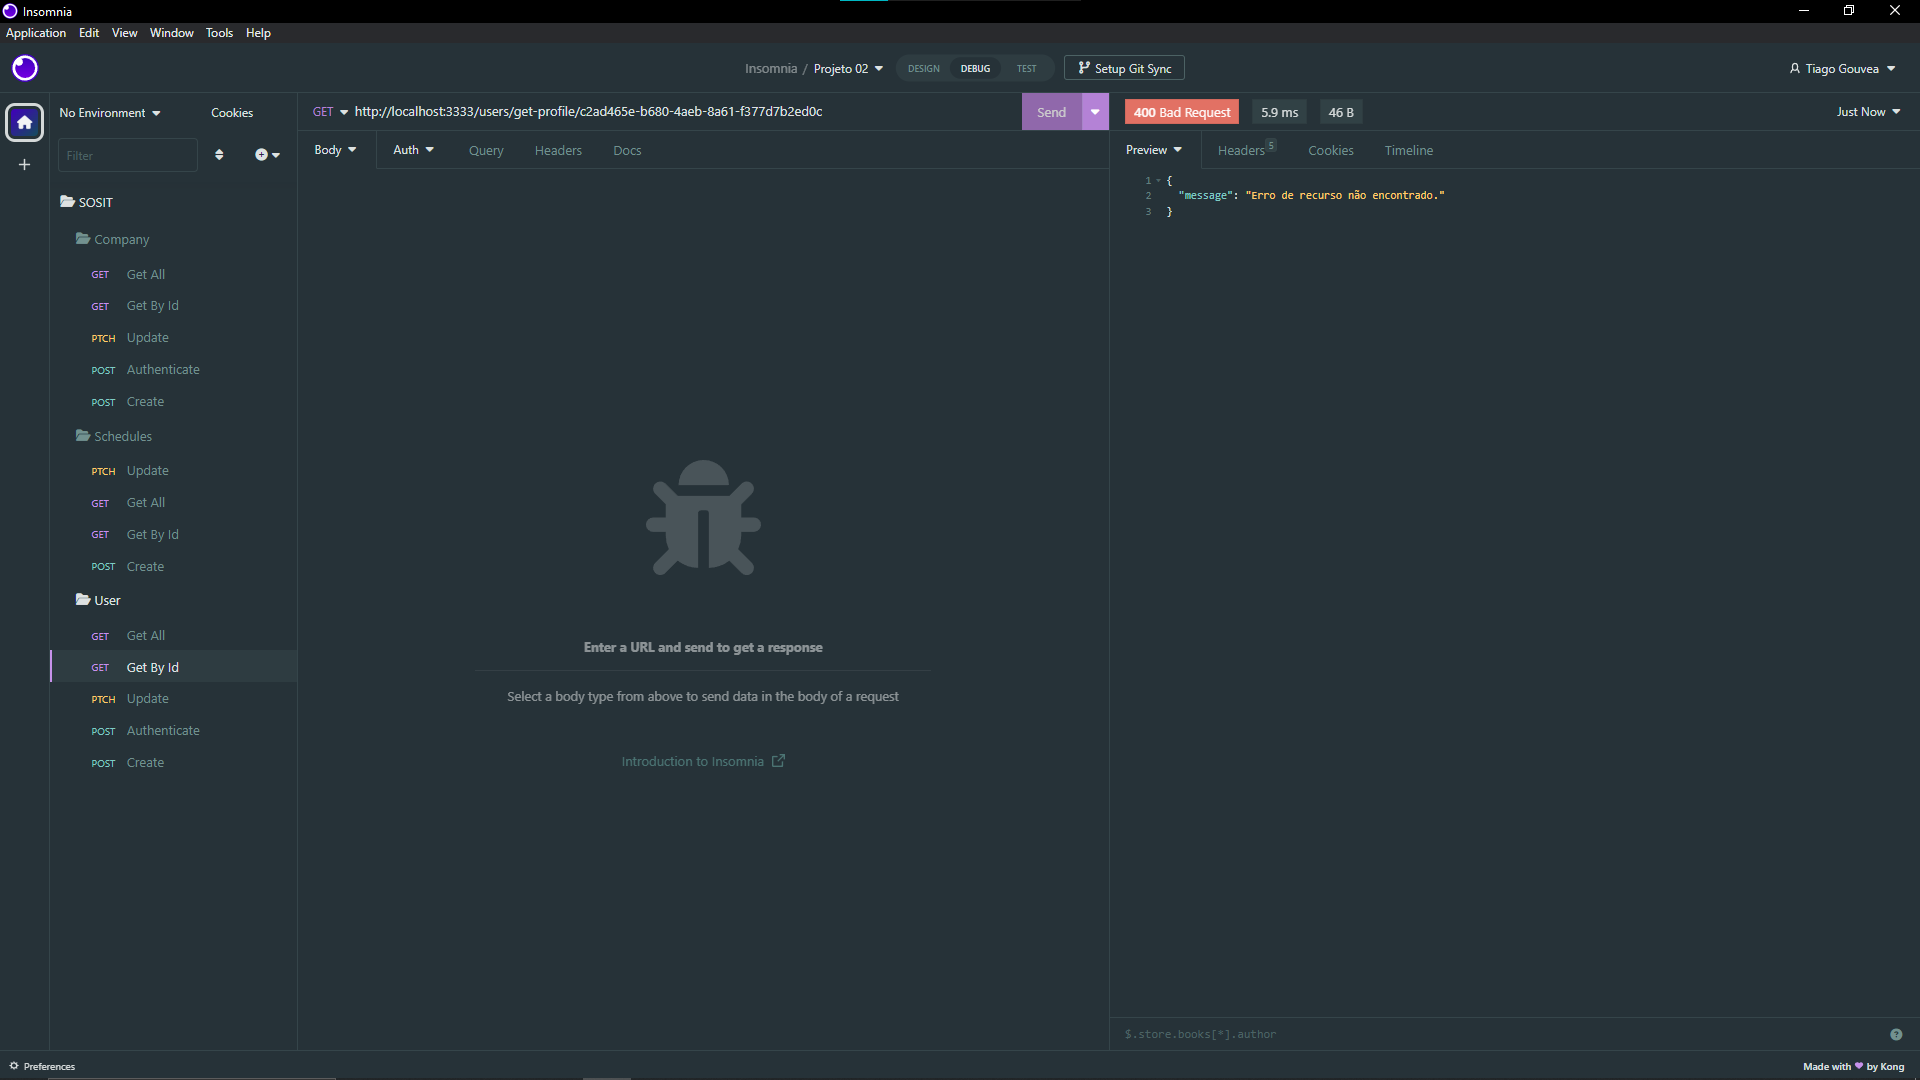 Insomnia
Application Edit View Window Tools Help
Insomnia / Projeto 02 DESIGN DEBUG TEST Setup Git Sync Tiago Gouvea
No Environment Cookies
Filter
SOSIT
Company
GET Get All
GET Get By Id
PTCH Update
POST Authenticate
POST Create
Schedules
PTCH Update
GET Get All
GET Get By Id
POST Create
User
GET Get All
GET Get By Id
PTCH Update
POST Authenticate
POST Create
GET http://localhost:3333/users/get-profile/c2ad465e-b680-4aeb-8a61-f377d7b2ed0c Send
Body Auth Query Headers Docs
Enter a URL and send to get a response
Select a body type from above to send data in the body of a request
Introduction to Insomnia
400 Bad Request 5.9 ms 46 B Just Now
Preview Headers 5 Cookies Timeline
1 {
2 "message": "Erro de recurso não encontrado."
3 }
$.store.books[*].author ?
Preferences Made with ♥ by Kong